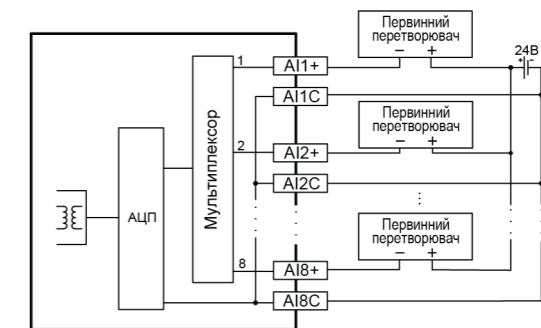 Первинний
перетворювач
− +
24В
+ -
1
AI1+
AI1C
Первинний
перетворювач
− +
2
AI2+
AI2C
АЦП
Мультиплексор
Первинний
перетворювач
− +
8
AI8+
AI8C